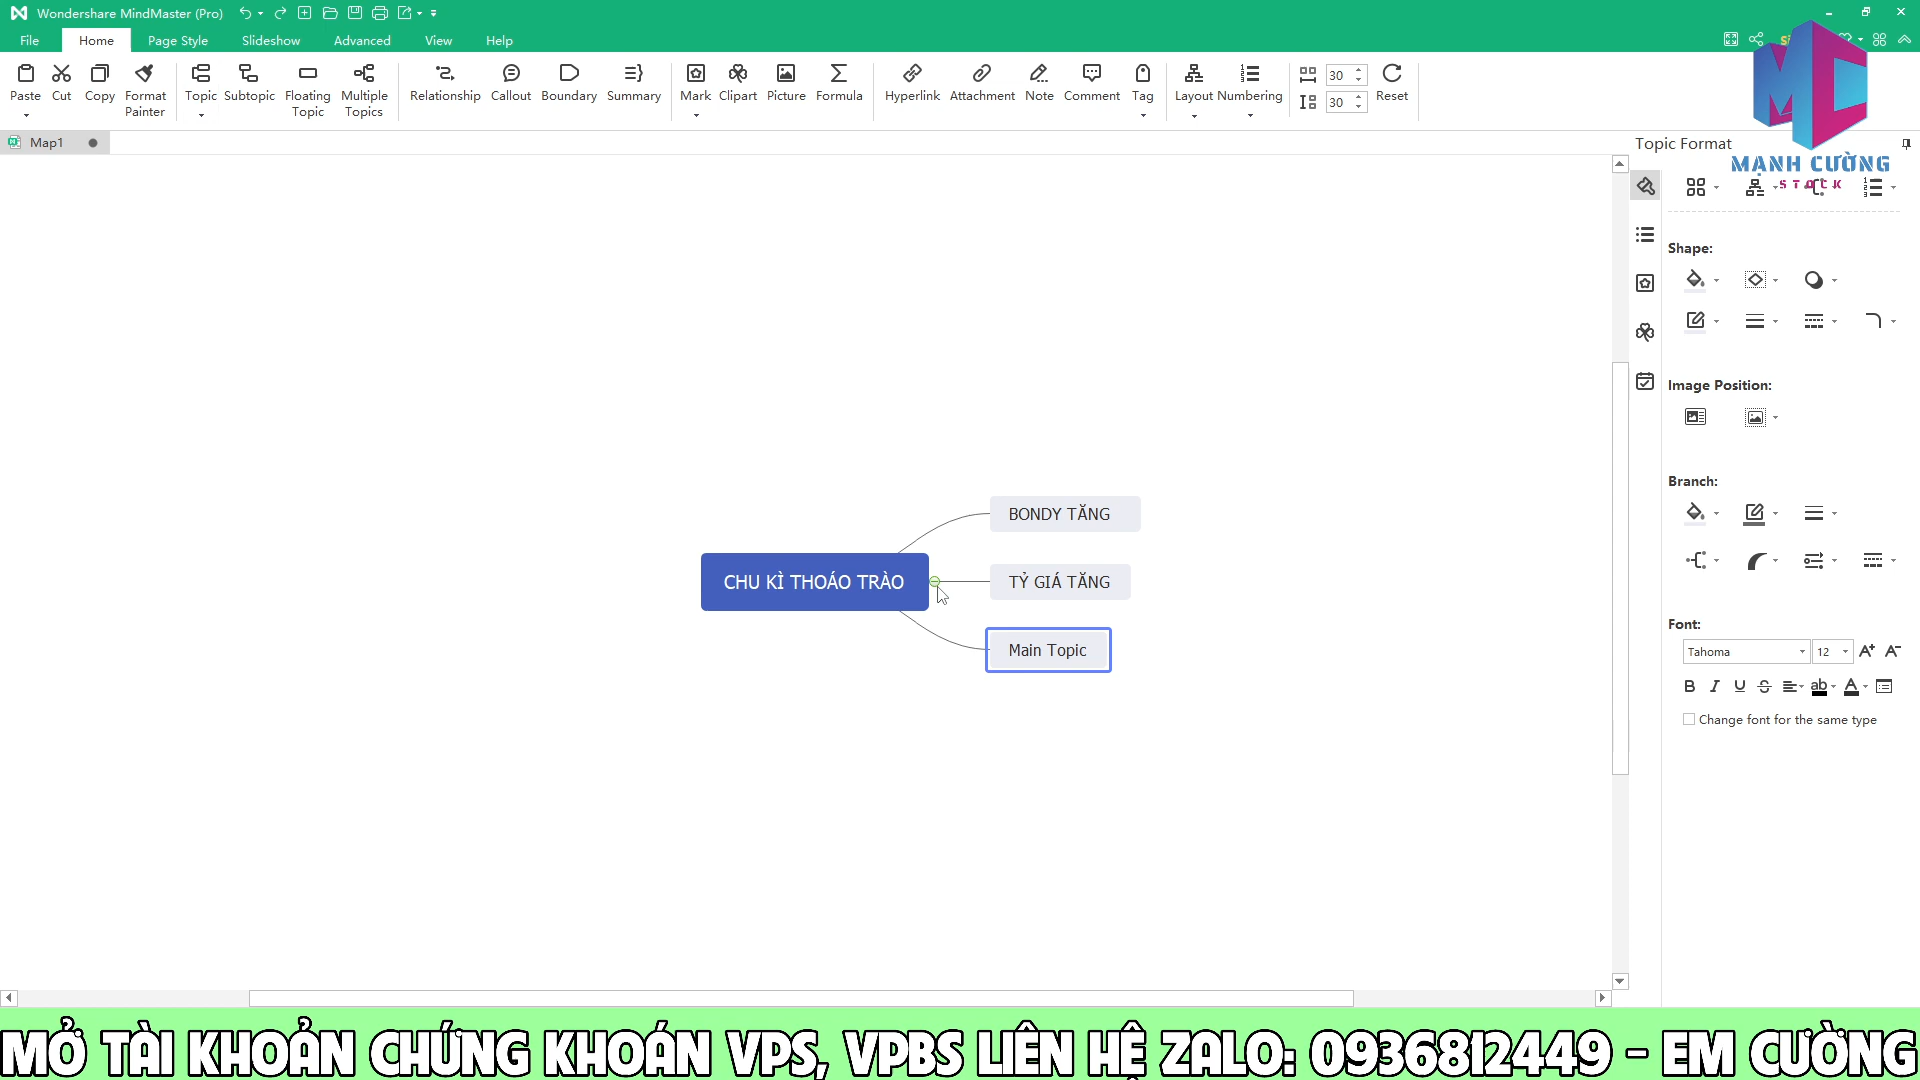 Wondershare MindMaster (Pro)
File Home Page Style Slideshow Advanced View Help
Paste Cut Copy Format Painter Topic Subtopic Floating Topic Multiple Topics Relationship Callout Boundary Summary Mark Clipart Picture Formula Hyperlink Attachment Note Comment Tag Layout Numbering 30 30 Reset
Map1
Topic Format
MẠNH CƯỜNG
STOCK
Shape:
Image Position:
Branch:
Font:
Tahoma 12
Change font for the same type
BONDY TĂNG
CHU KÌ THOÁO TRÀO
TỶ GIÁ TĂNG
Main Topic
MỞ TÀI KHOẢN CHỨNG KHOÁN VPS, VPBS LIÊN HỆ ZALO: 0936812449 - EM CƯỜNG